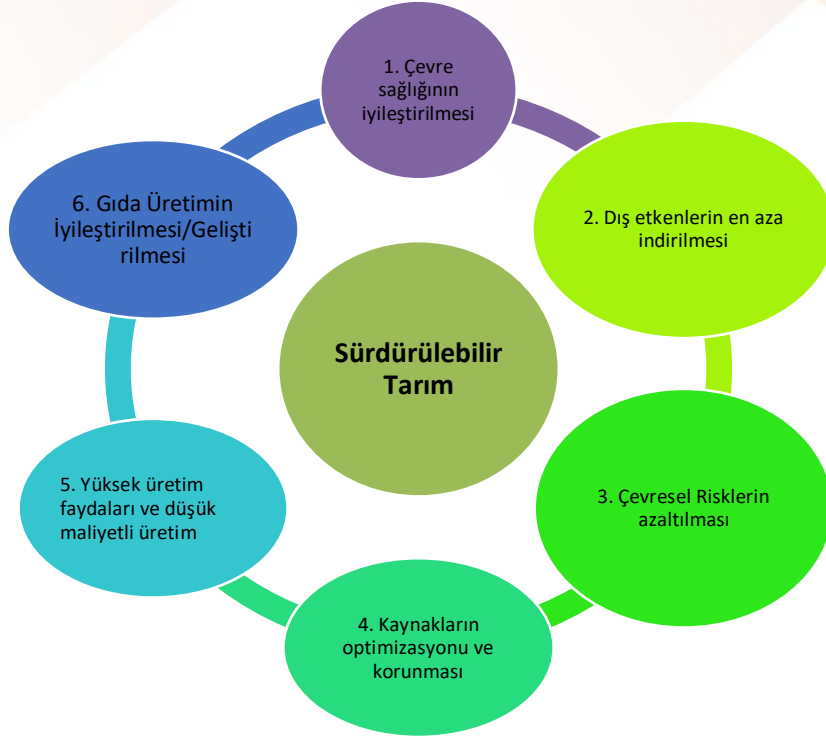 1. Çevre
sağlığının
iyileştirilmesi
2. Dış etkenlerin en aza
indirilmesi
3. Çevresel Risklerin
azaltılması
4. Kaynakların
optimizasyonu ve
korunması
5. Yüksek üretim
faydaları ve düşük
maliyetli üretim
6. Gıda Üretimin
İyileştirilmesi/Gelişti
rilmesi
Sürdürülebilir
Tarım